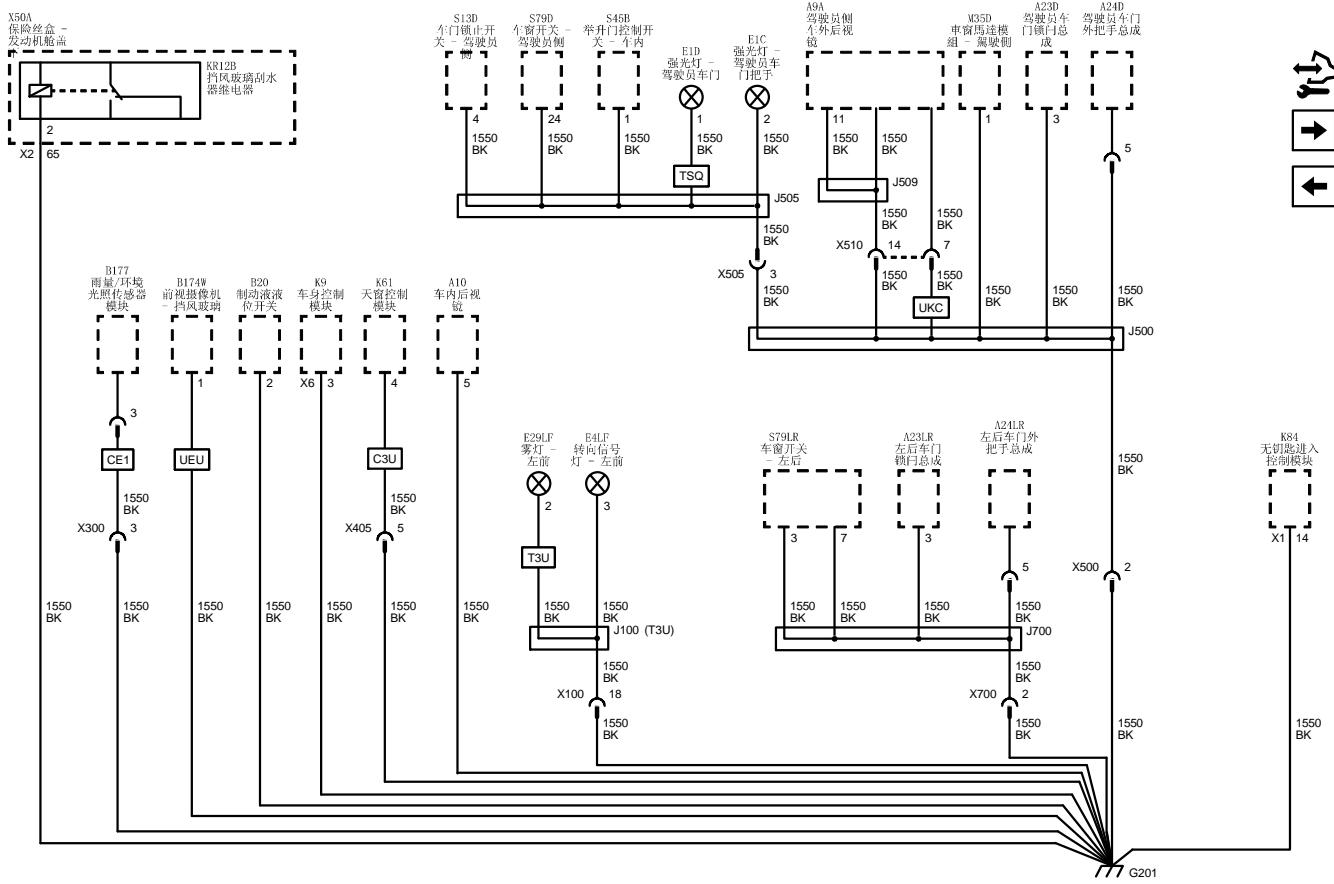 X50A
保险丝盒 -
发动机舱盖
下
KR12B
挡风玻璃刮水
器继电器
2
X2 65
S13D
车门锁止开
关 - 驾驶员
侧
4
1550
BK
S79D
车窗开关 -
驾驶员侧
24
1550
BK
S45B
举升门控制开
关 - 车内
1
1550
BK
E1D
强光灯 -
驾驶员车门
1
1550
BK
TSQ
E1C
强光灯 -
驾驶员车
门把手
2
1550
BK
J505
1550
BK
X505 3
1550
BK
A9A
驾驶员侧
车外后视
镜
11
1550
BK
1550
BK
1550
BK
J509
1550
BK
1550
BK
X510 14 7
1550
BK
1550
BK
UKC
M35D
車窗馬達模
組 - 駕駛側
1
1550
BK
A23D
驾驶员车
门锁闩总
成
3
1550
BK
A24D
驾驶员车门
外把手总成
5
1550
BK
J500
1550
BK
X500 2
1550
BK
B177
雨量/环境
光照传感器
模块
3
CE1
1550
BK
X300 3
1550
BK
1550
BK
B174W
前视摄像机
- 挡风玻璃
1
UEU
1550
BK
B20
制动液液
位开关
2
1550
BK
K9
车身控制
模块
X6 3
1550
BK
K61
天窗控制
模块
4
C3U
1550
BK
X405 5
1550
BK
A10
车内后视
镜
5
1550
BK
E29LF
雾灯 -
左前
2
T3U
1550
BK
E4LF
转向信号
灯 - 左前
3
1550
BK
J100 (T3U)
1550
BK
X100 18
1550
BK
S79LR
车窗开关
- 左后
3 7
1550
BK
1550
BK
A23LR
左后车门
锁闩总成
3
1550
BK
A24LR
左后车门外
把手总成
5
1550
BK
J700
1550
BK
X700 2
1550
BK
K84
无钥匙进入
控制模块
X1 14
1550
BK
G201